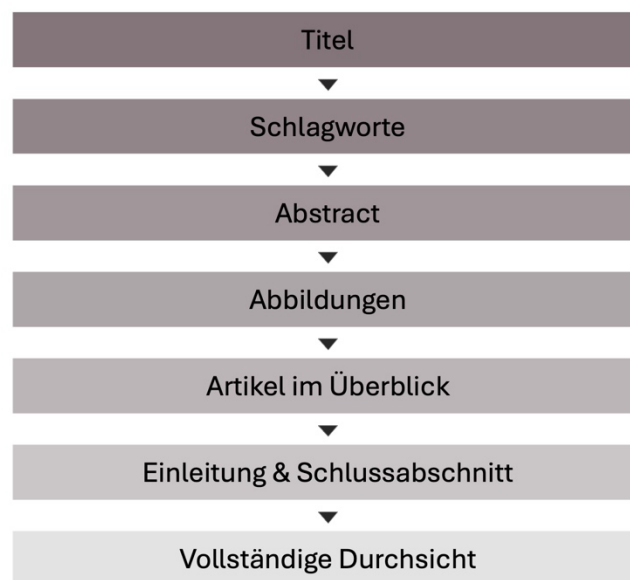 Titel
Schlagworte
Abstract
Abbildungen
Artikel im Überblick
Einleitung & Schlussabschnitt
Vollständige Durchsicht